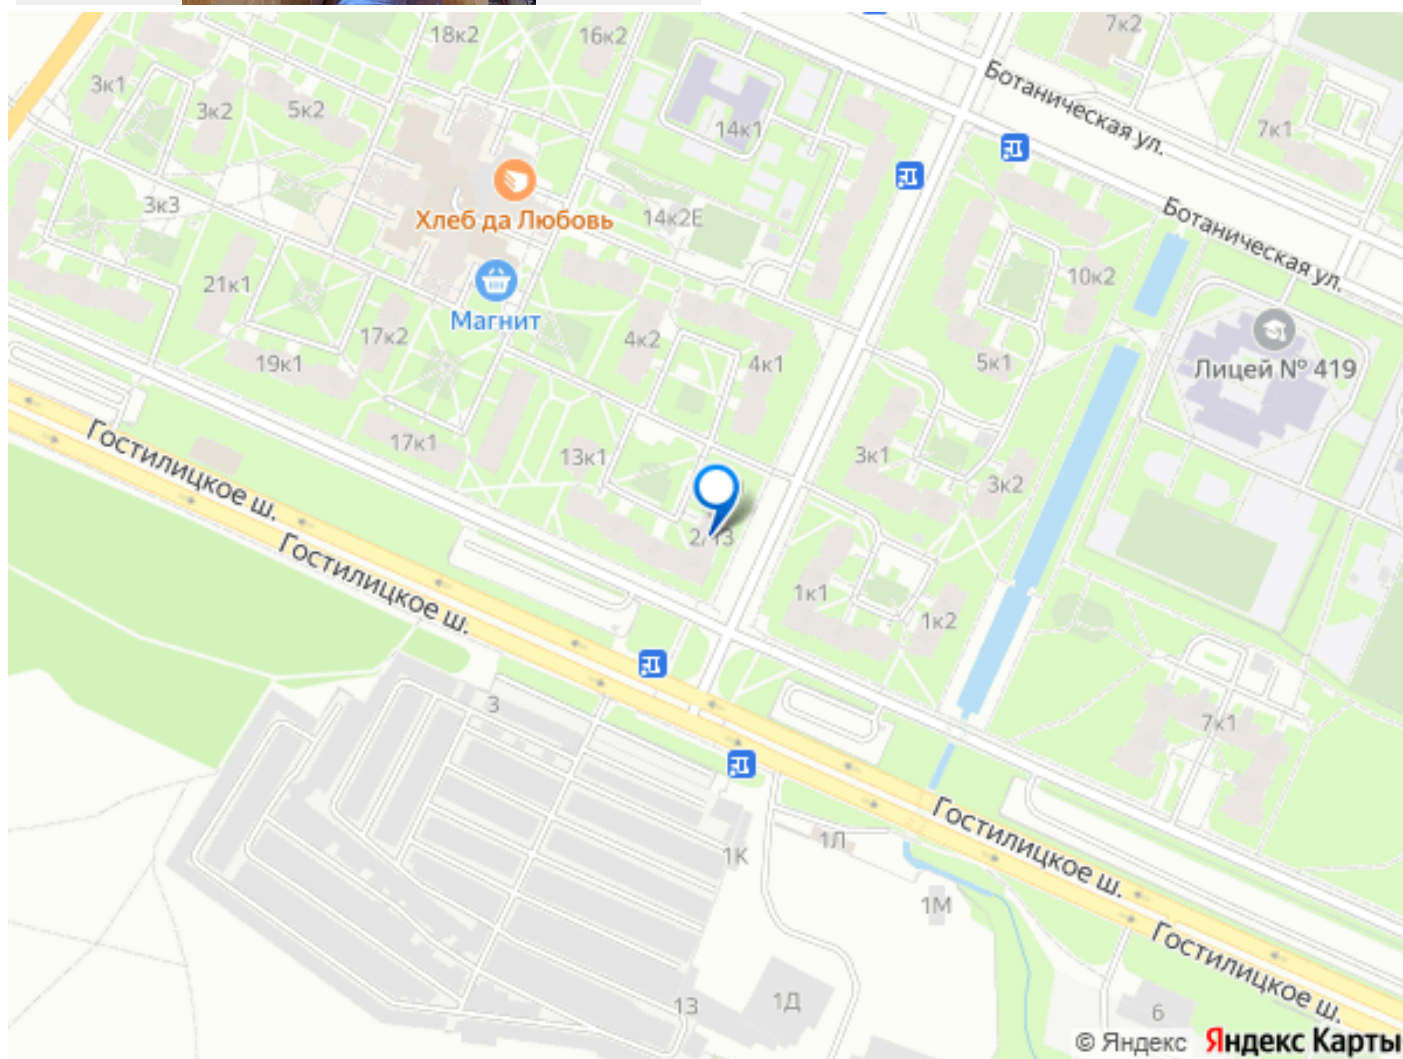 18к2
16к2
7к2
3к1
3к2
5к2
14к1
Ботаническая ул.
7к1
3к3
Хлеб да Любовь
14к2Е
Ботаническая ул.
21к1
10к2
Магнит
17к2
4к2
19к1
4к1
5к1
Лицей № 419
17к1
13к1
3к1
3к2
Гостилицкое ш.
2/13
Гостилицкое ш.
1к1
1к2
3
7к1
Гостилицкое ш.
1К
1Л
1М
Гостилицкое ш.
13
1Д
6
© Яндекс Яндекс Карты